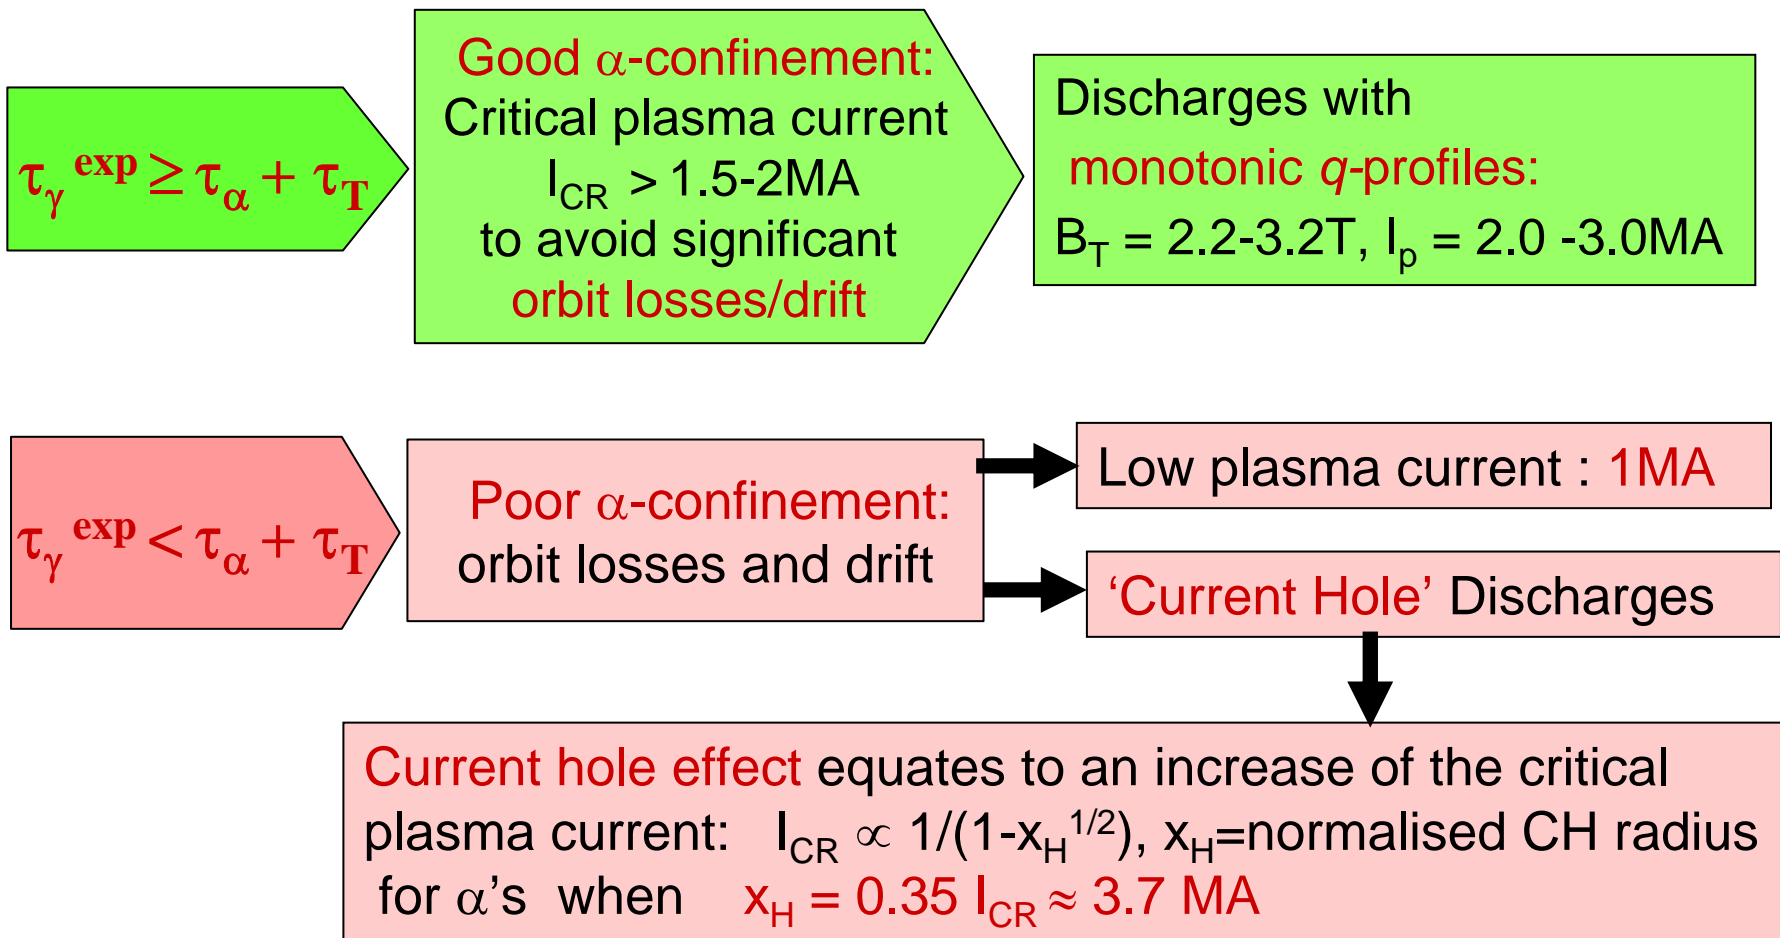 τγ exp ≥ τα + τT
Good α-confinement:
Critical plasma current
ICR > 1.5-2MA
to avoid significant
orbit losses/drift
Discharges with
monotonic q-profiles:
BT = 2.2-3.2T, Ip = 2.0 -3.0MA
τγ exp < τα + τT
Poor α-confinement:
orbit losses and drift
Low plasma current : 1MA
‘Current Hole’ Discharges
Current hole effect equates to an increase of the critical
plasma current: ICR ∝ 1/(1-xH1/2), xH=normalised CH radius
for α’s when xH = 0.35 ICR ≈ 3.7 MA